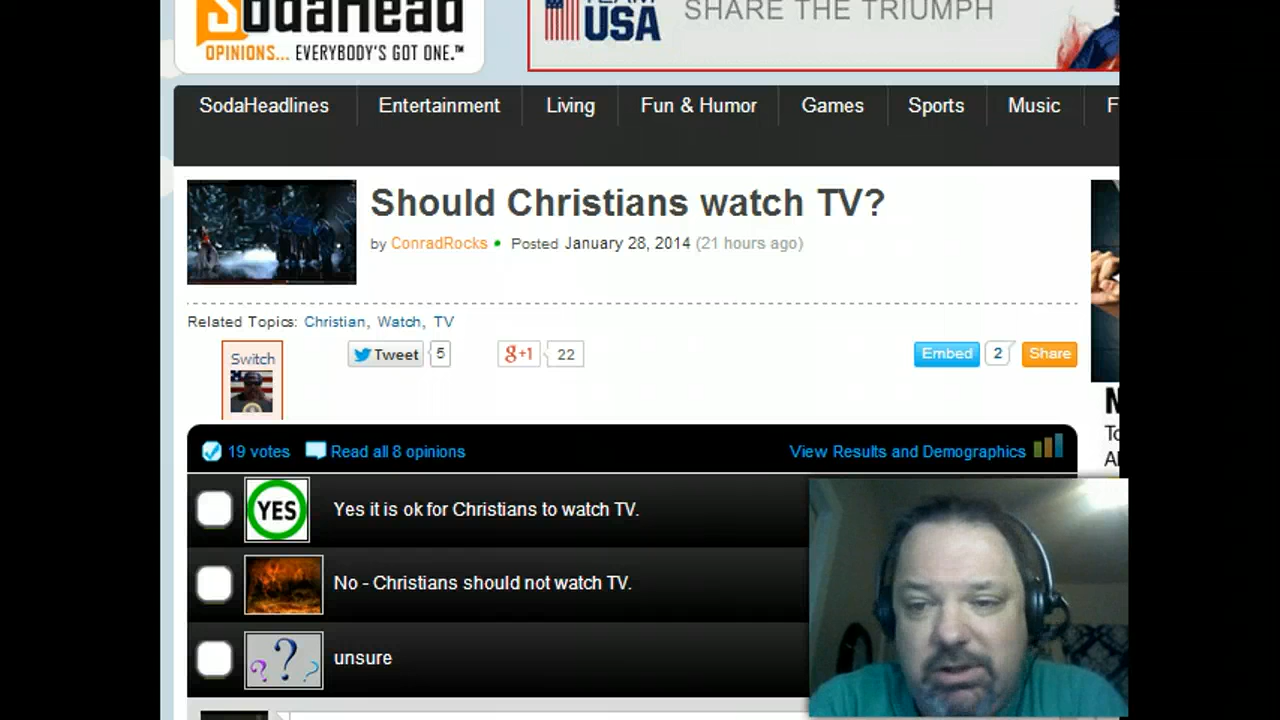 SodaHead
OPINIONS... EVERYBODY'S GOT ONE.™
TEAM
USA
SHARE THE TRIUMPH
SodaHeadlines Entertainment Living Fun & Humor Games Sports Music F
Should Christians watch TV?
by ConradRocks • Posted January 28, 2014 (21 hours ago)
Related Topics: Christian, Watch, TV
Switch
Tweet 5 g+1 22 Embed 2 Share
19 votes Read all 8 opinions View Results and Demographics
YES Yes it is ok for Christians to watch TV.
No - Christians should not watch TV.
? ? ? unsure